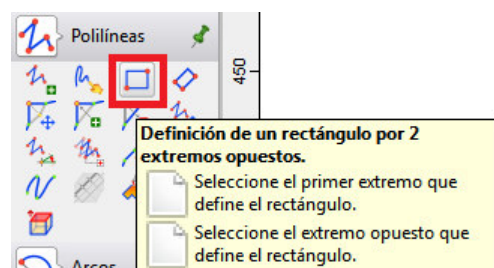 Polilíneas
450
Definición de un rectángulo por 2
extremos opuestos.
Seleccione el primer extremo que
define el rectángulo.
Seleccione el extremo opuesto que
define el rectángulo.
Arcos